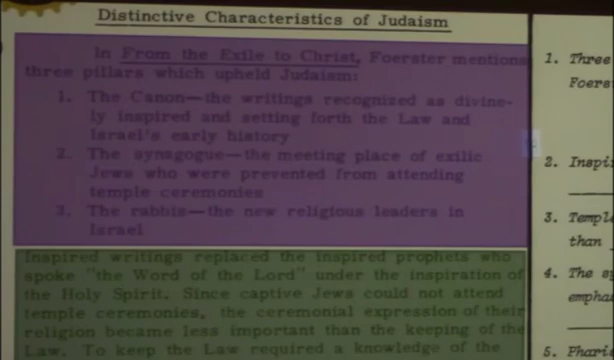 Distinctive Characteristics of Judaism
In From the Exile to Christ, Foerster mentions
three pillars which upheld Judaism:
1. The Canon—the writings recognized as divine-
ly inspired and setting forth the Law and
Israel's early history
2. The synagogue—the meeting place of exilic
Jews who were prevented from attending
temple ceremonies
3. The rabbis—the new religious leaders in
Israel
Inspired writings replaced the inspired prophets who
spoke "the Word of the Lord" under the inspiration of
the Holy Spirit. Since captive Jews could not attend
temple ceremonies, the ceremonial expression of their
religion became less important than the keeping of the
Law. To keep the Law required a knowledge of the
1. Three
Foers
2. Inspi
3. Temple
than
4. The sy
empha
5. Phari